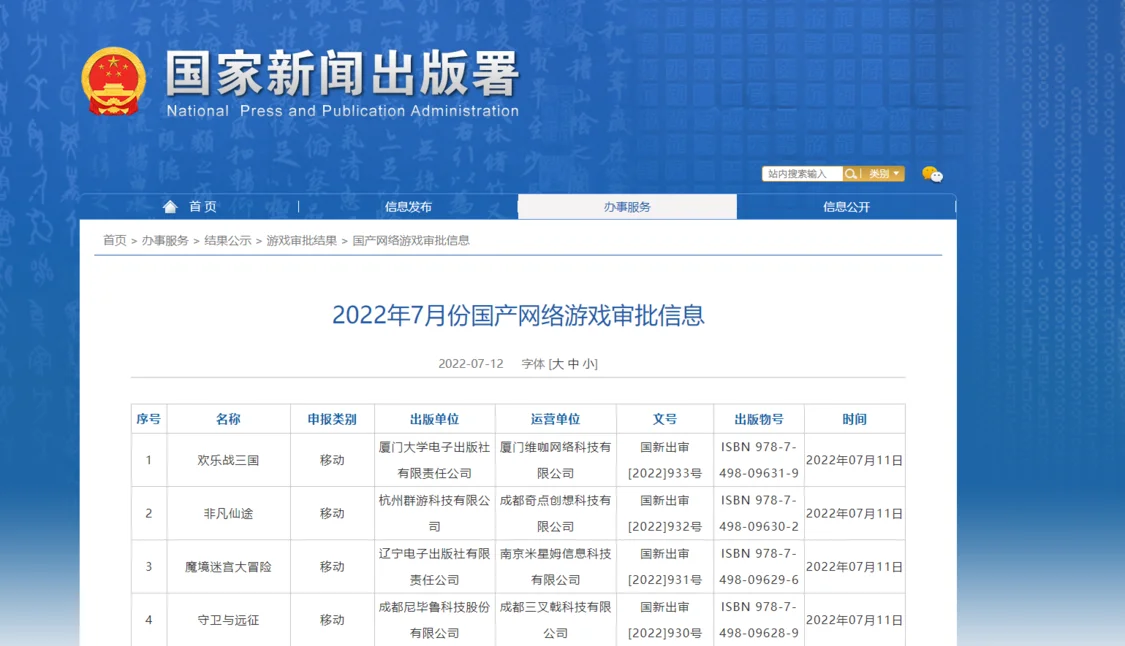 国家新闻出版署
National Press and Publication Administration
站内搜索输入 类别
首页 信息发布 办事服务 信息公开
首页 > 办事服务 > 结果公示 > 游戏审批结果 > 国产网络游戏审批信息
2022年7月份国产网络游戏审批信息
2022-07-12 字体 [大 中 小]
序号 名称 申报类别 出版单位 运营单位 文号 出版物号 时间
1 欢乐战三国 移动 厦门大学电子出版社有限责任公司 厦门维咖网络科技有限公司 国新出审[2022]933号 ISBN 978-7-498-09631-9 2022年07月11日
2 非凡仙途 移动 杭州群游科技有限公司 成都奇点创想科技有限公司 国新出审[2022]932号 ISBN 978-7-498-09630-2 2022年07月11日
3 魔境迷宫大冒险 移动 辽宁电子出版社有限责任公司 南京米星姆信息科技有限公司 国新出审[2022]931号 ISBN 978-7-498-09629-6 2022年07月11日
4 守卫与远征 移动 成都尼毕鲁科技股份有限公司 成都三叉戟科技有限公司 国新出审[2022]930号 ISBN 978-7-498-09628-9 2022年07月11日